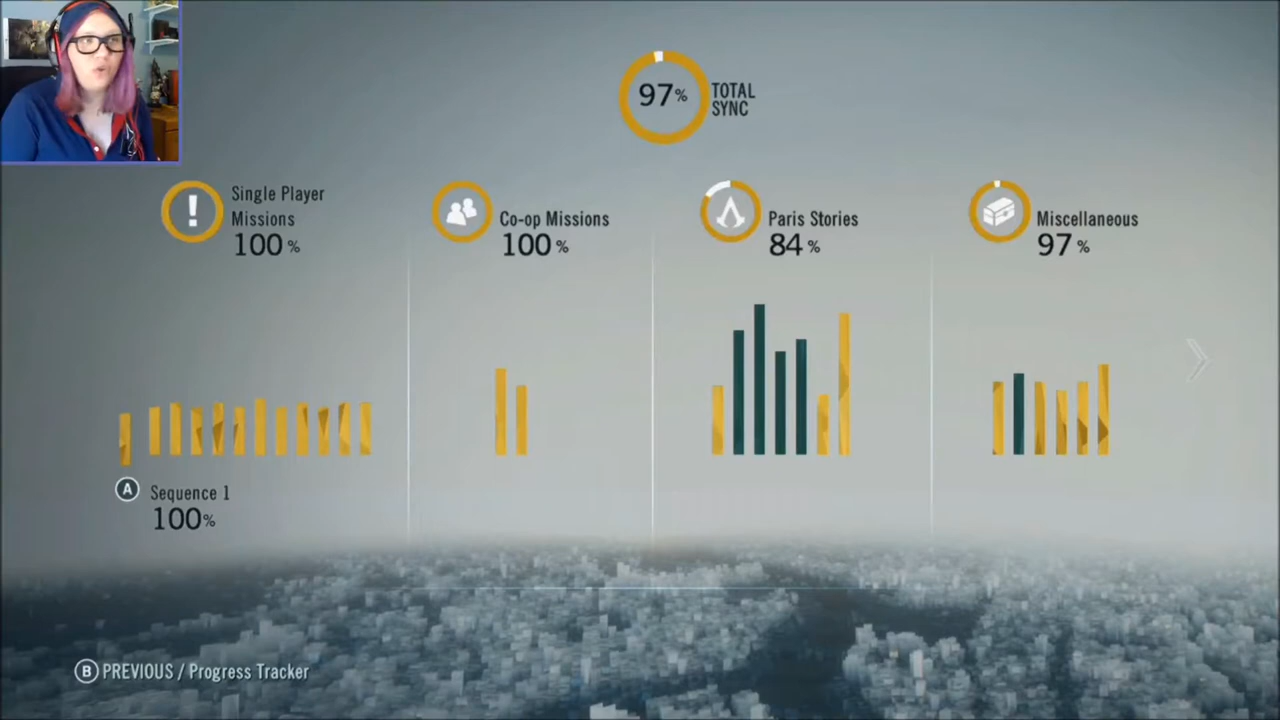 97%
TOTAL
SYNC
Single Player
Missions
100 %
Co-op Missions
100 %
Paris Stories
84 %
Miscellaneous
97 %
A
Sequence 1
100%
B PREVIOUS / Progress Tracker